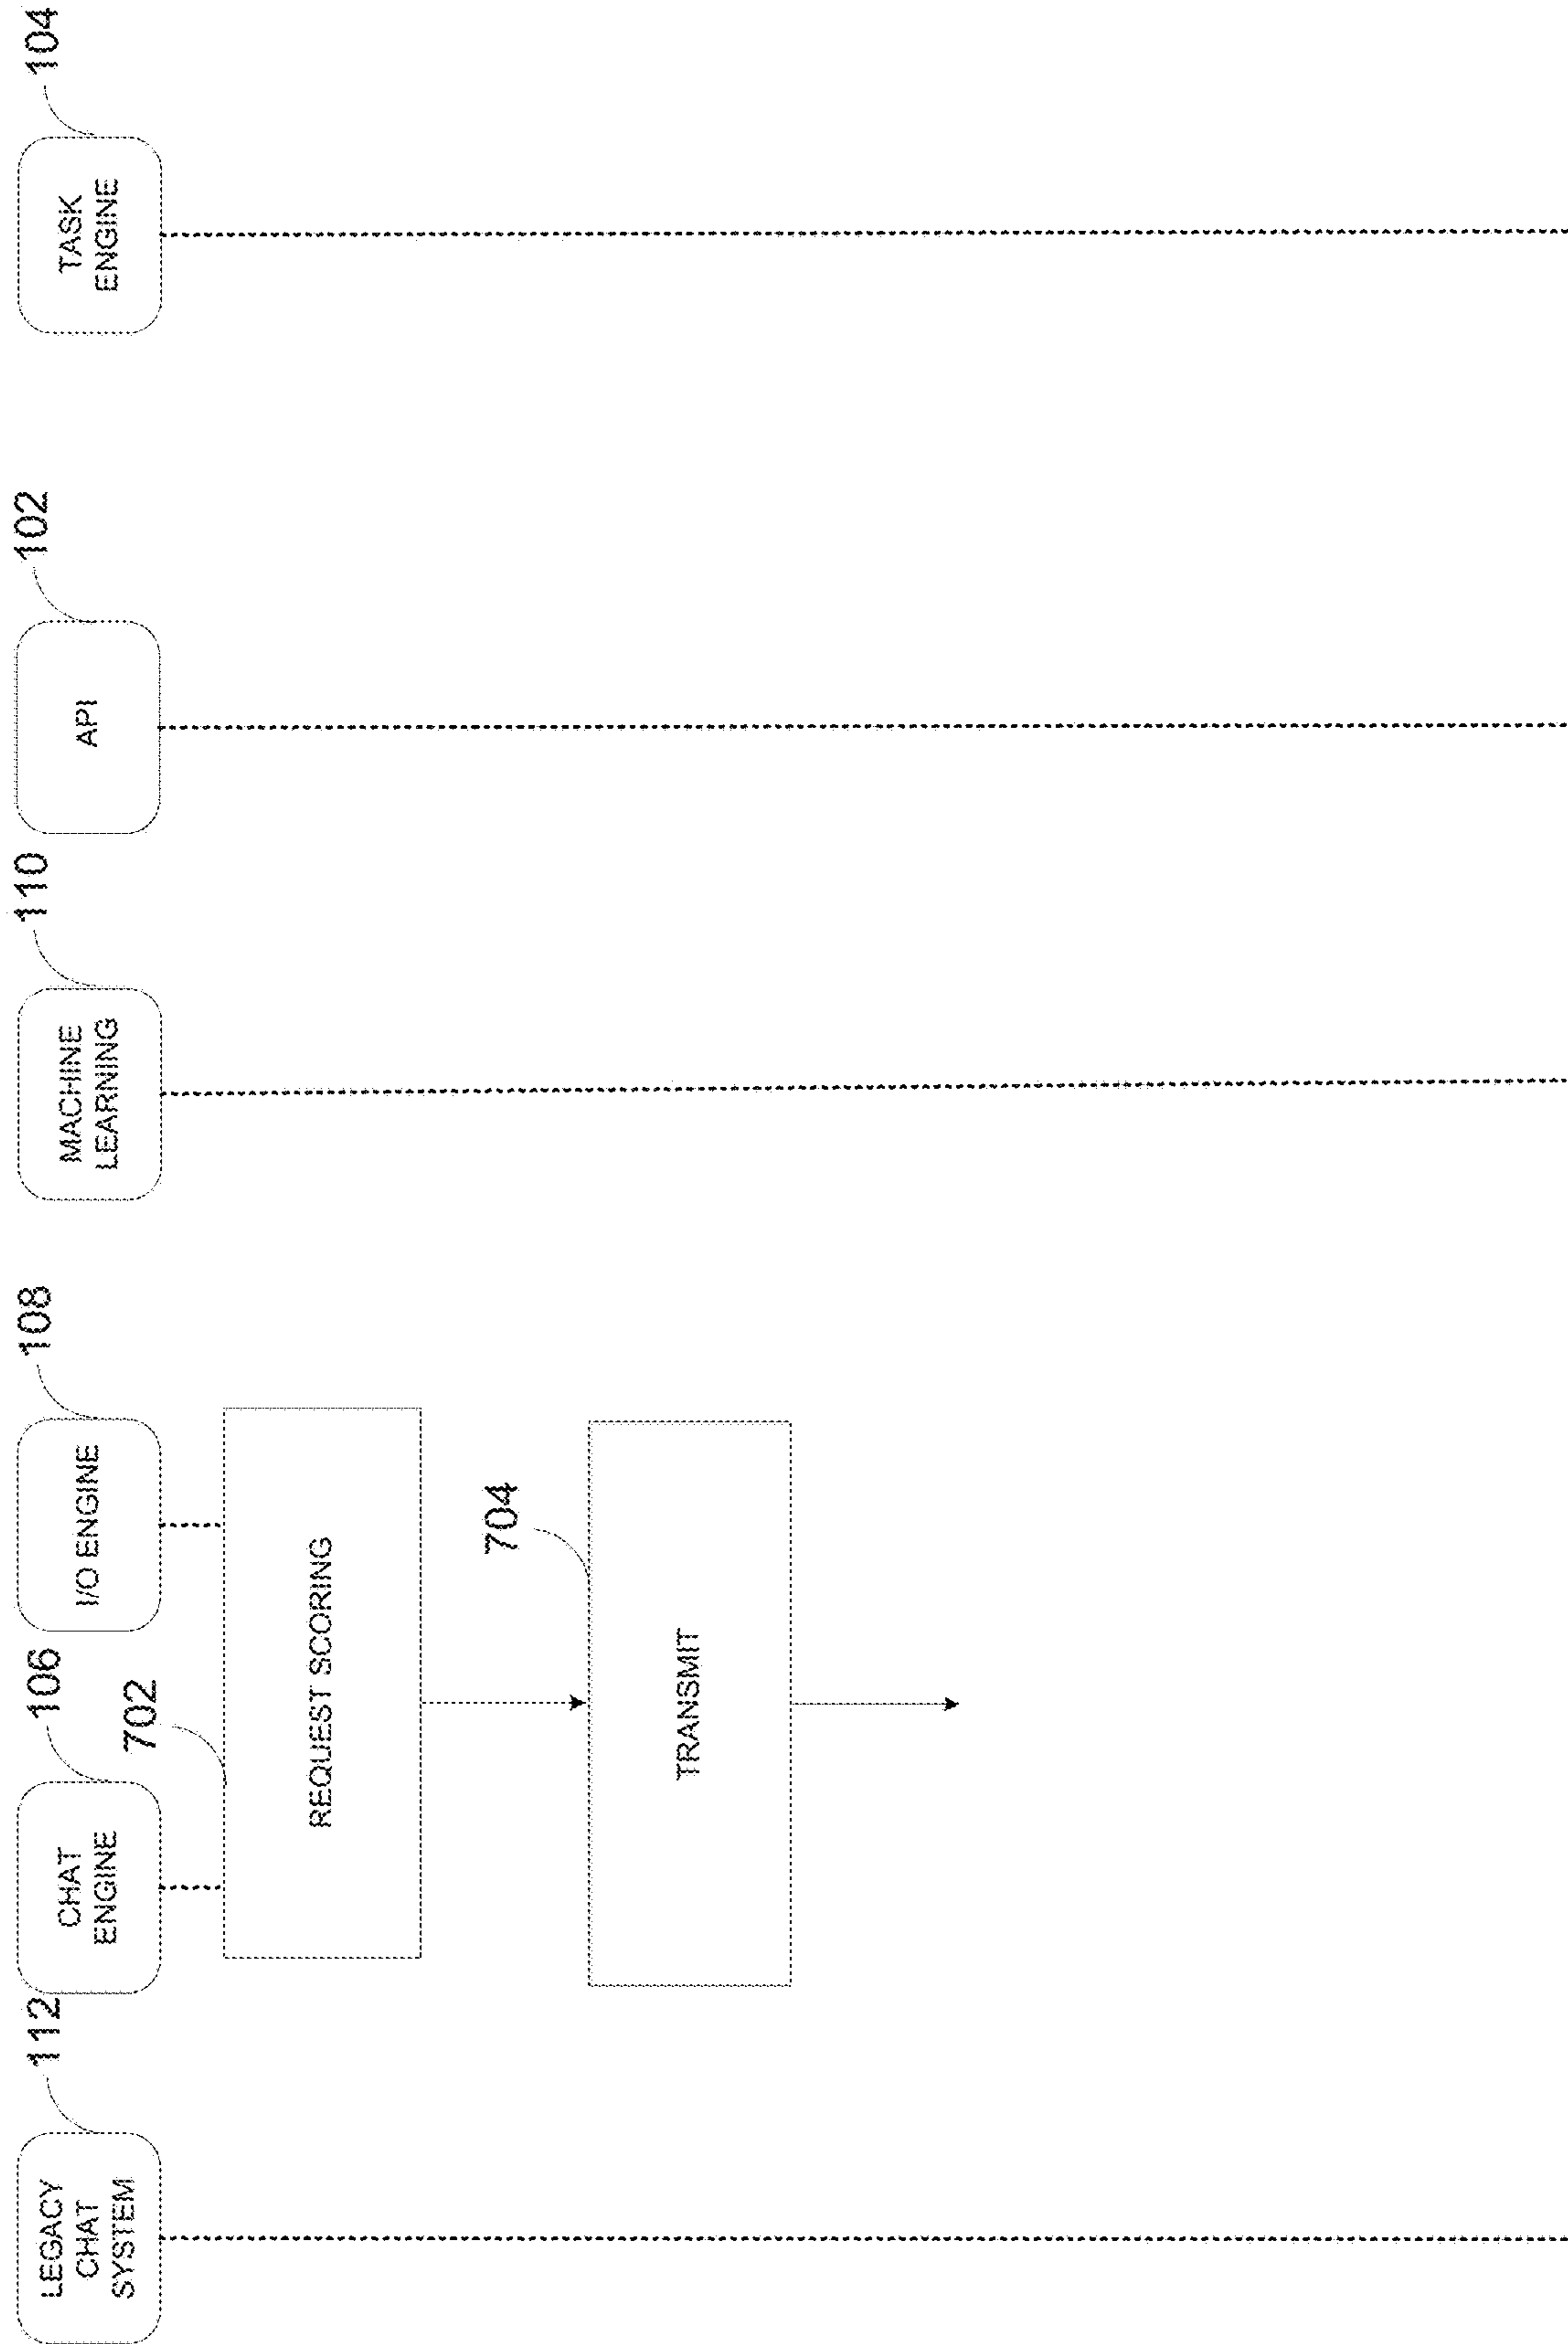 112
LEGACY
CHAT
SYSTEM
106
CHAT
ENGINE
108
I/O ENGINE
110
MACHINE
LEARNING
102
API
104
TASK
ENGINE
702
REQUEST SCORING
704
TRANSMIT